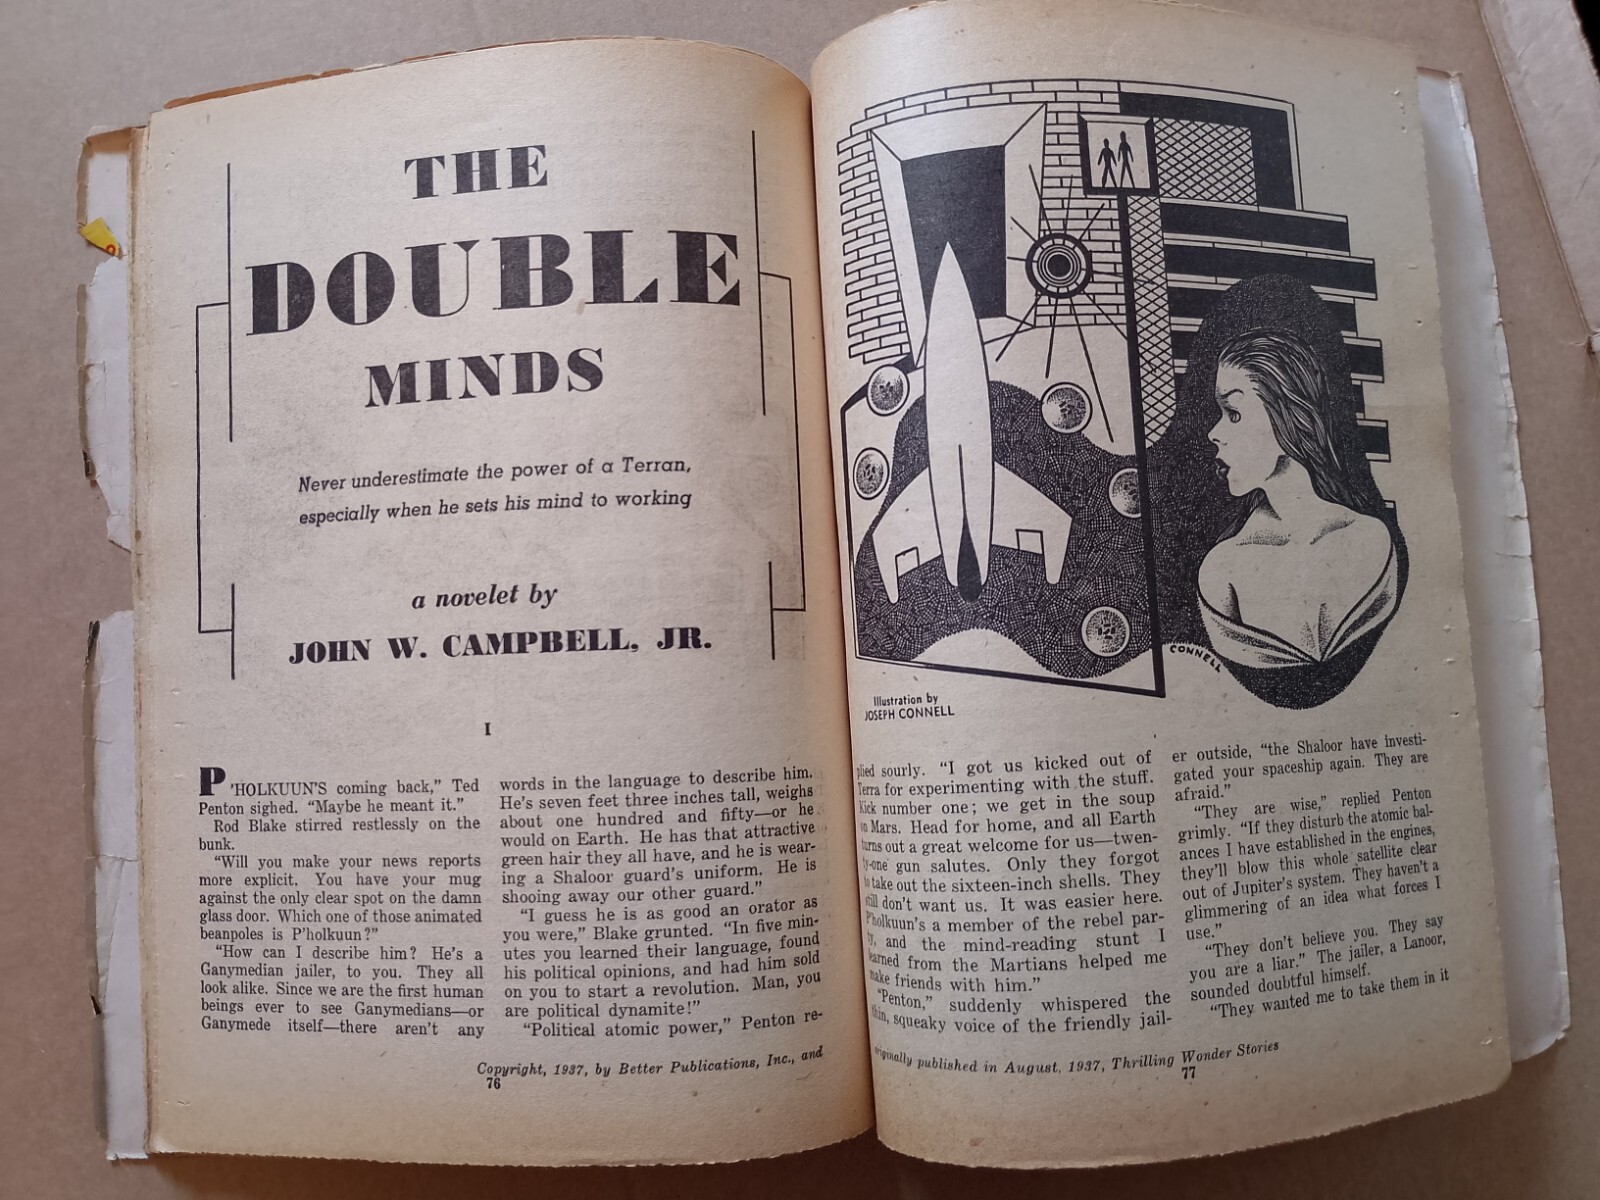 THE
DOUBLE
MINDS
Never underestimate the power of a Terran,
especially when he sets his mind to working
a novelet by
JOHN W. CAMPBELL, JR.
I
P'HOLKUUN'S coming back," Ted
Penton sighed. "Maybe he meant it."
Rod Blake stirred restlessly on the
bunk.
"Will you make your news reports
more explicit. You have your mug
against the only clear spot on the damn
glass door. Which one of those animated
beanpoles is P'holkuun?"
"How can I describe him? He's a
Ganymedian jailer, to you. They all
look alike. Since we are the first human
beings ever to see Ganymedians—or
Ganymede itself—there aren't any
words in the language to describe him.
He's seven feet three inches tall, weighs
about one hundred and fifty—or he
would on Earth. He has that attractive
green hair they all have, and he is wear-
ing a Shaloor guard's uniform. He is
shooing away our other guard."
"I guess he is as good an orator as
you were," Blake grunted. "In five min-
utes you learned their language, found
his political opinions, and had him sold
on you to start a revolution. Man, you
are political dynamite!"
"Political atomic power," Penton re-
Copyright, 1937, by Better Publications, Inc., and
76
CONNELL
Illustration by
JOSEPH CONNELL
plied sourly. "I got us kicked out of
Terra for experimenting with the stuff.
Kick number one; we get in the soup
on Mars. Head for home, and all Earth
turns out a great welcome for us—twen-
ty-one gun salutes. Only they forgot
to take out the sixteen-inch shells. They
still don't want us. It was easier here.
P'holkuun's a member of the rebel par-
ty, and the mind-reading stunt I
learned from the Martians helped me
make friends with him."
"Penton," suddenly whispered the
thin, squeaky voice of the friendly jail-
er outside, "the Shaloor have investi-
gated your spaceship again. They are
afraid."
"They are wise," replied Penton
grimly. "If they disturb the atomic bal-
ances I have established in the engines,
they'll blow this whole satellite clear
out of Jupiter's system. They haven't a
glimmering of an idea what forces I
use."
"They don't believe you. They say
you are a liar." The jailer, a Lanoor,
sounded doubtful himself.
"They wanted me to take them in it
originally published in August, 1937, Thrilling Wonder Stories
77